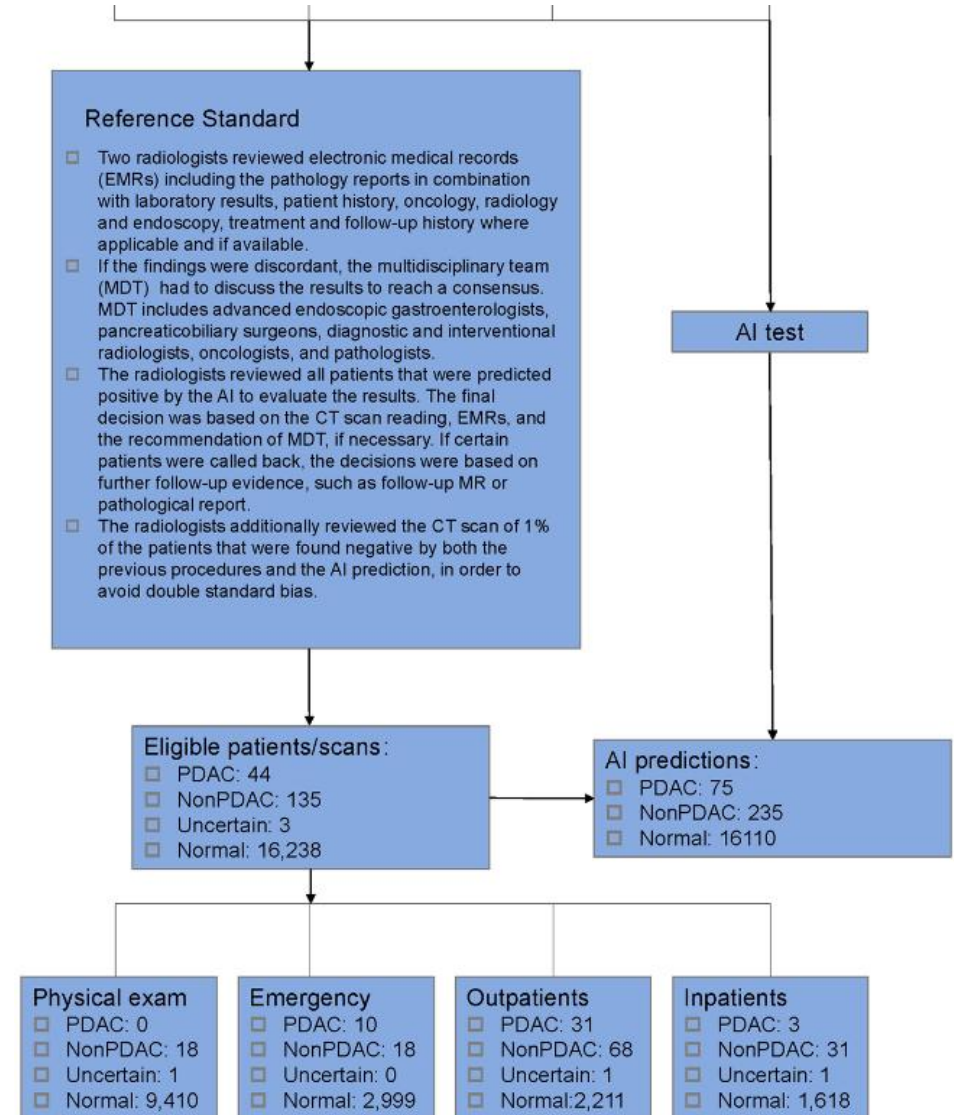 Reference Standard
Two radiologists reviewed electronic medical records
(EMRs) including the pathology reports in combination
with laboratory results, patient history, oncology, radiology
and endoscopy, treatment and follow-up history where
applicable and if available.
If the findings were discordant, the multidisciplinary team
(MDT) had to discuss the results to reach a consensus.
MDT includes advanced endoscopic gastroenterologists,
pancreaticobiliary surgeons, diagnostic and interventional
radiologists, oncologists, and pathologists.
The radiologists reviewed all patients that were predicted
positive by the AI to evaluate the results. The final
decision was based on the CT scan reading, EMRs, and
the recommendation of MDT, if necessary. If certain
patients were called back, the decisions were based on
further follow-up evidence, such as follow-up MR or
pathological report.
The radiologists additionally reviewed the CT scan of 1%
of the patients that were found negative by both the
previous procedures and the AI prediction, in order to
avoid double standard bias.
AI test
Eligible patients/scans:
PDAC: 44
NonPDAC: 135
Uncertain: 3
Normal: 16,238
AI predictions:
PDAC: 75
NonPDAC: 235
Normal: 16110
Physical exam
PDAC: 0
NonPDAC: 18
Uncertain: 1
Normal: 9,410
Emergency
PDAC: 10
NonPDAC: 18
Uncertain: 0
Normal: 2,999
Outpatients
PDAC: 31
NonPDAC: 68
Uncertain: 1
Normal:2,211
Inpatients
PDAC: 3
NonPDAC: 31
Uncertain: 1
Normal: 1,618